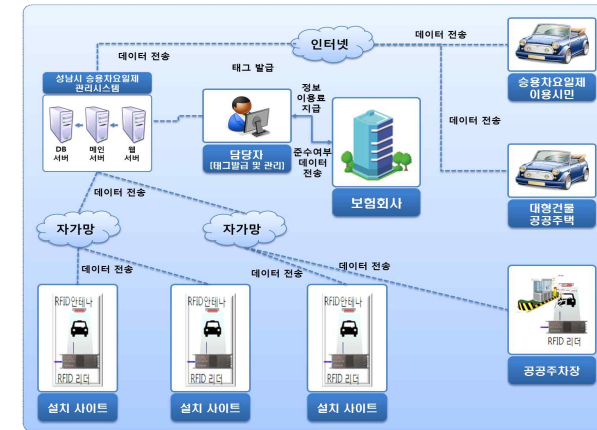 인터넷
데이터 전송
태그 발급
성남시 승용차요일제
관리시스템
DB
서버
메인
서버
웹
서버
담당자
(태그발급 및 관리)
정보
이용료
지급
준수여부
데이터
전송
보험회사
승용차요일제
이용시민
데이터 전송
대형건물
공공주택
데이터 전송
자가망
자가망
데이터 전송
데이터 전송
데이터 전송
RFID안테나
RFID 리더
설치 사이트
RFID안테나
RFID 리더
설치 사이트
RFID안테나
RFID 리더
설치 사이트
RFID 리더
공공주차장